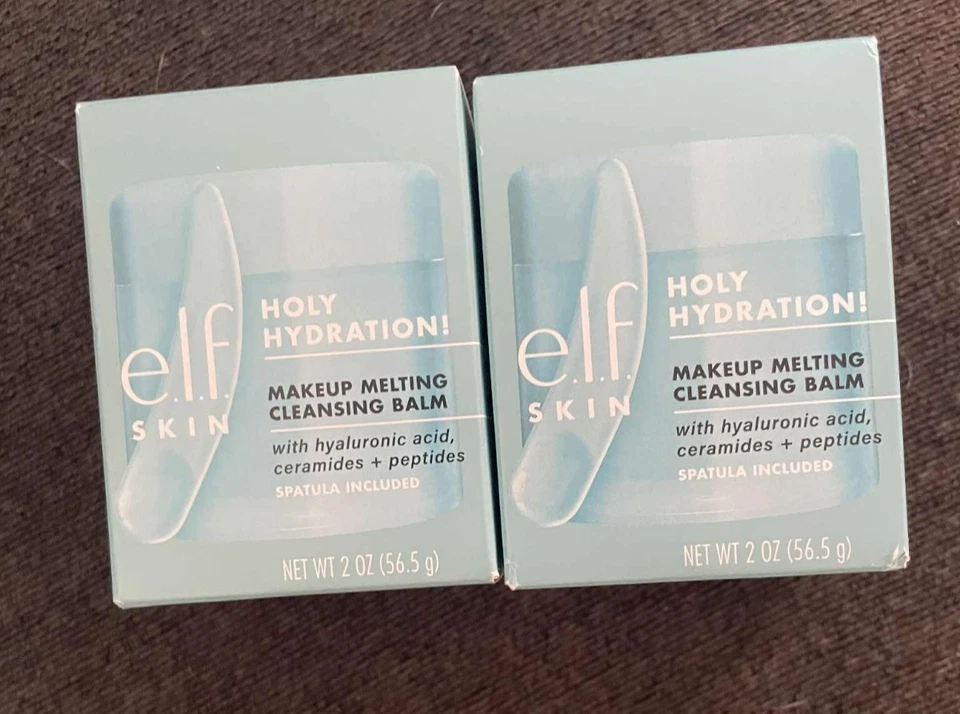 e.l.f.
SKIN
HOLY
HYDRATION!
MAKEUP MELTING
CLEANSING BALM
with hyaluronic acid,
ceramides + peptides
SPATULA INCLUDED
NET WT 2 OZ (56.5 g)
e.l.f.
SKIN
HOLY
HYDRATION!
MAKEUP MELTING
CLEANSING BALM
with hyaluronic acid,
ceramides + peptides
SPATULA INCLUDED
NET WT 2 OZ (56.5 g)